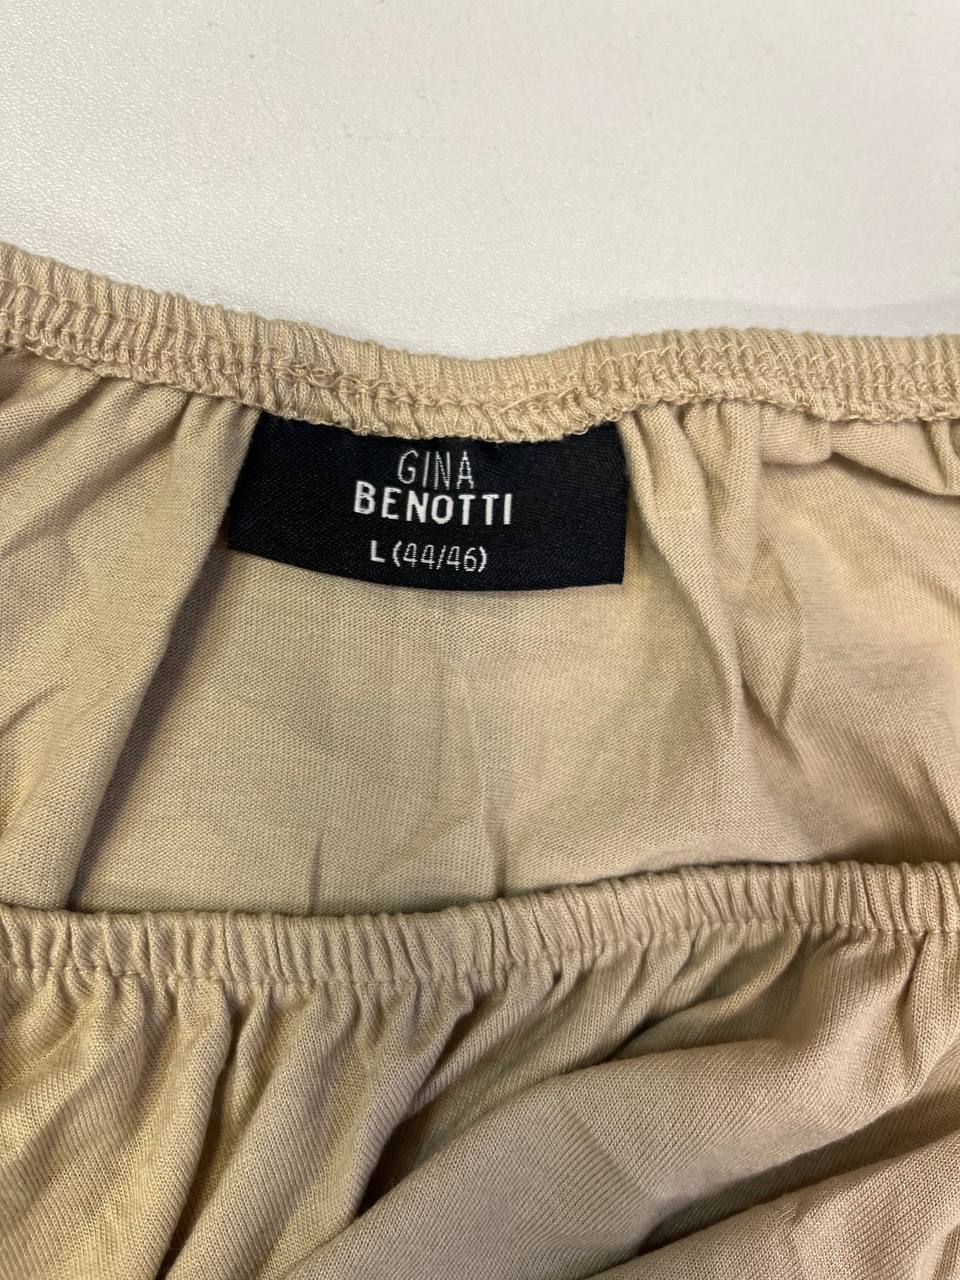 GINA
BENOTTI
L (44/46)